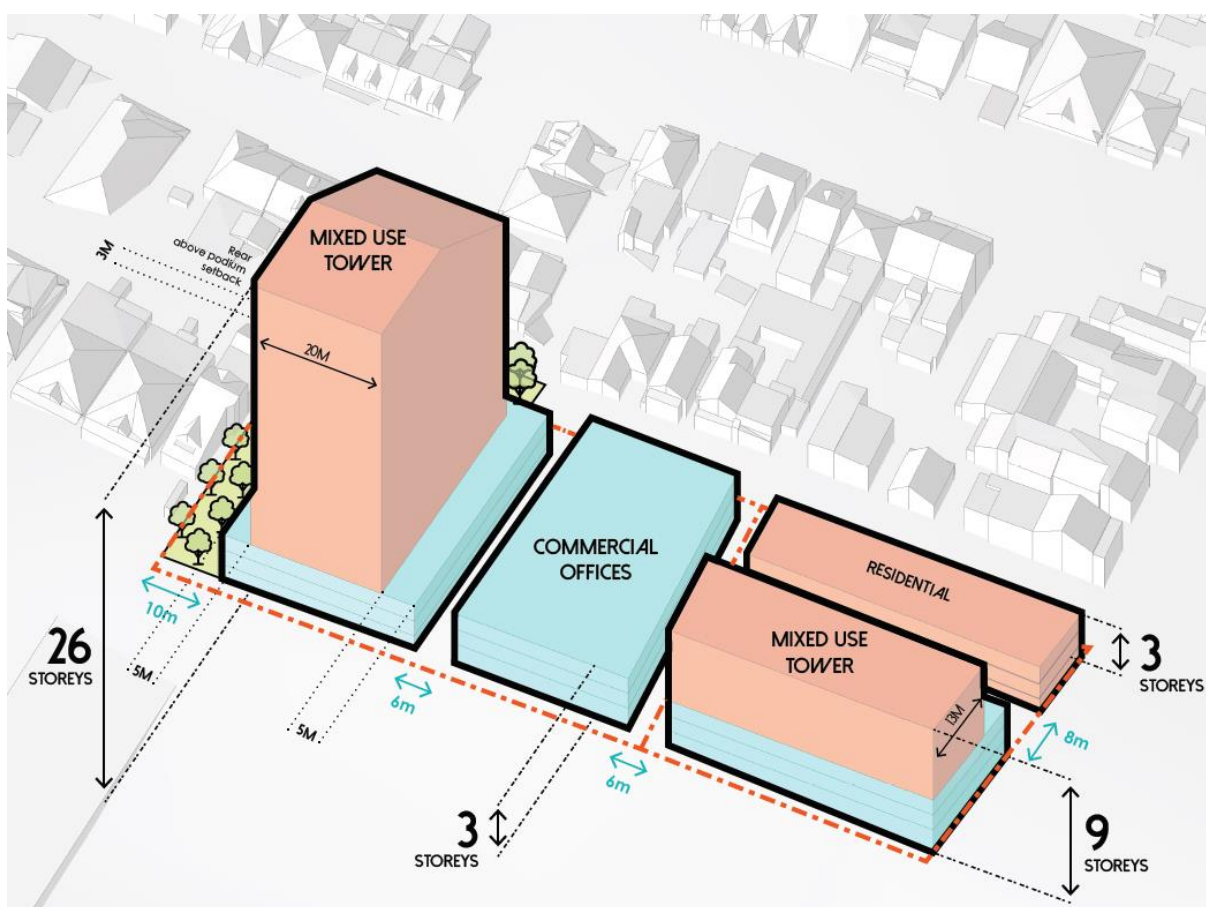 MIXED USE
TOWER
3M
Rear
above podium
setback
20M
COMMERCIAL
OFFICES
RESIDENTIAL
MIXED USE
TOWER
13M
3
STOREYS
8m
10m
26
STOREYS
5M
6m
5M
6m
3
STOREYS
9
STOREYS